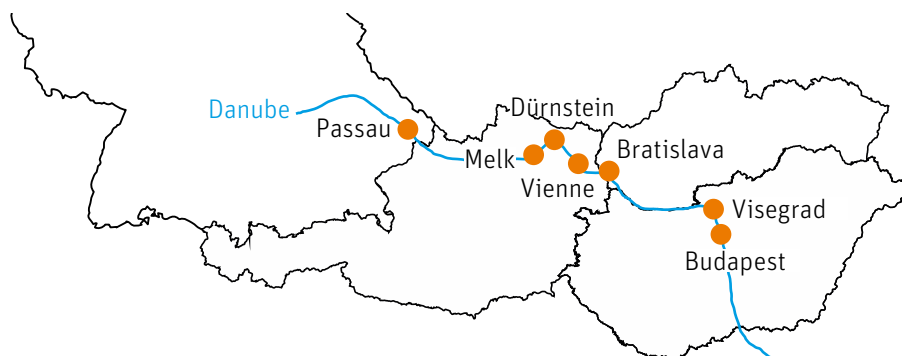 Danube
Passau
Dürnstein
Melk
Vienne
Bratislava
Visegrad
Budapest